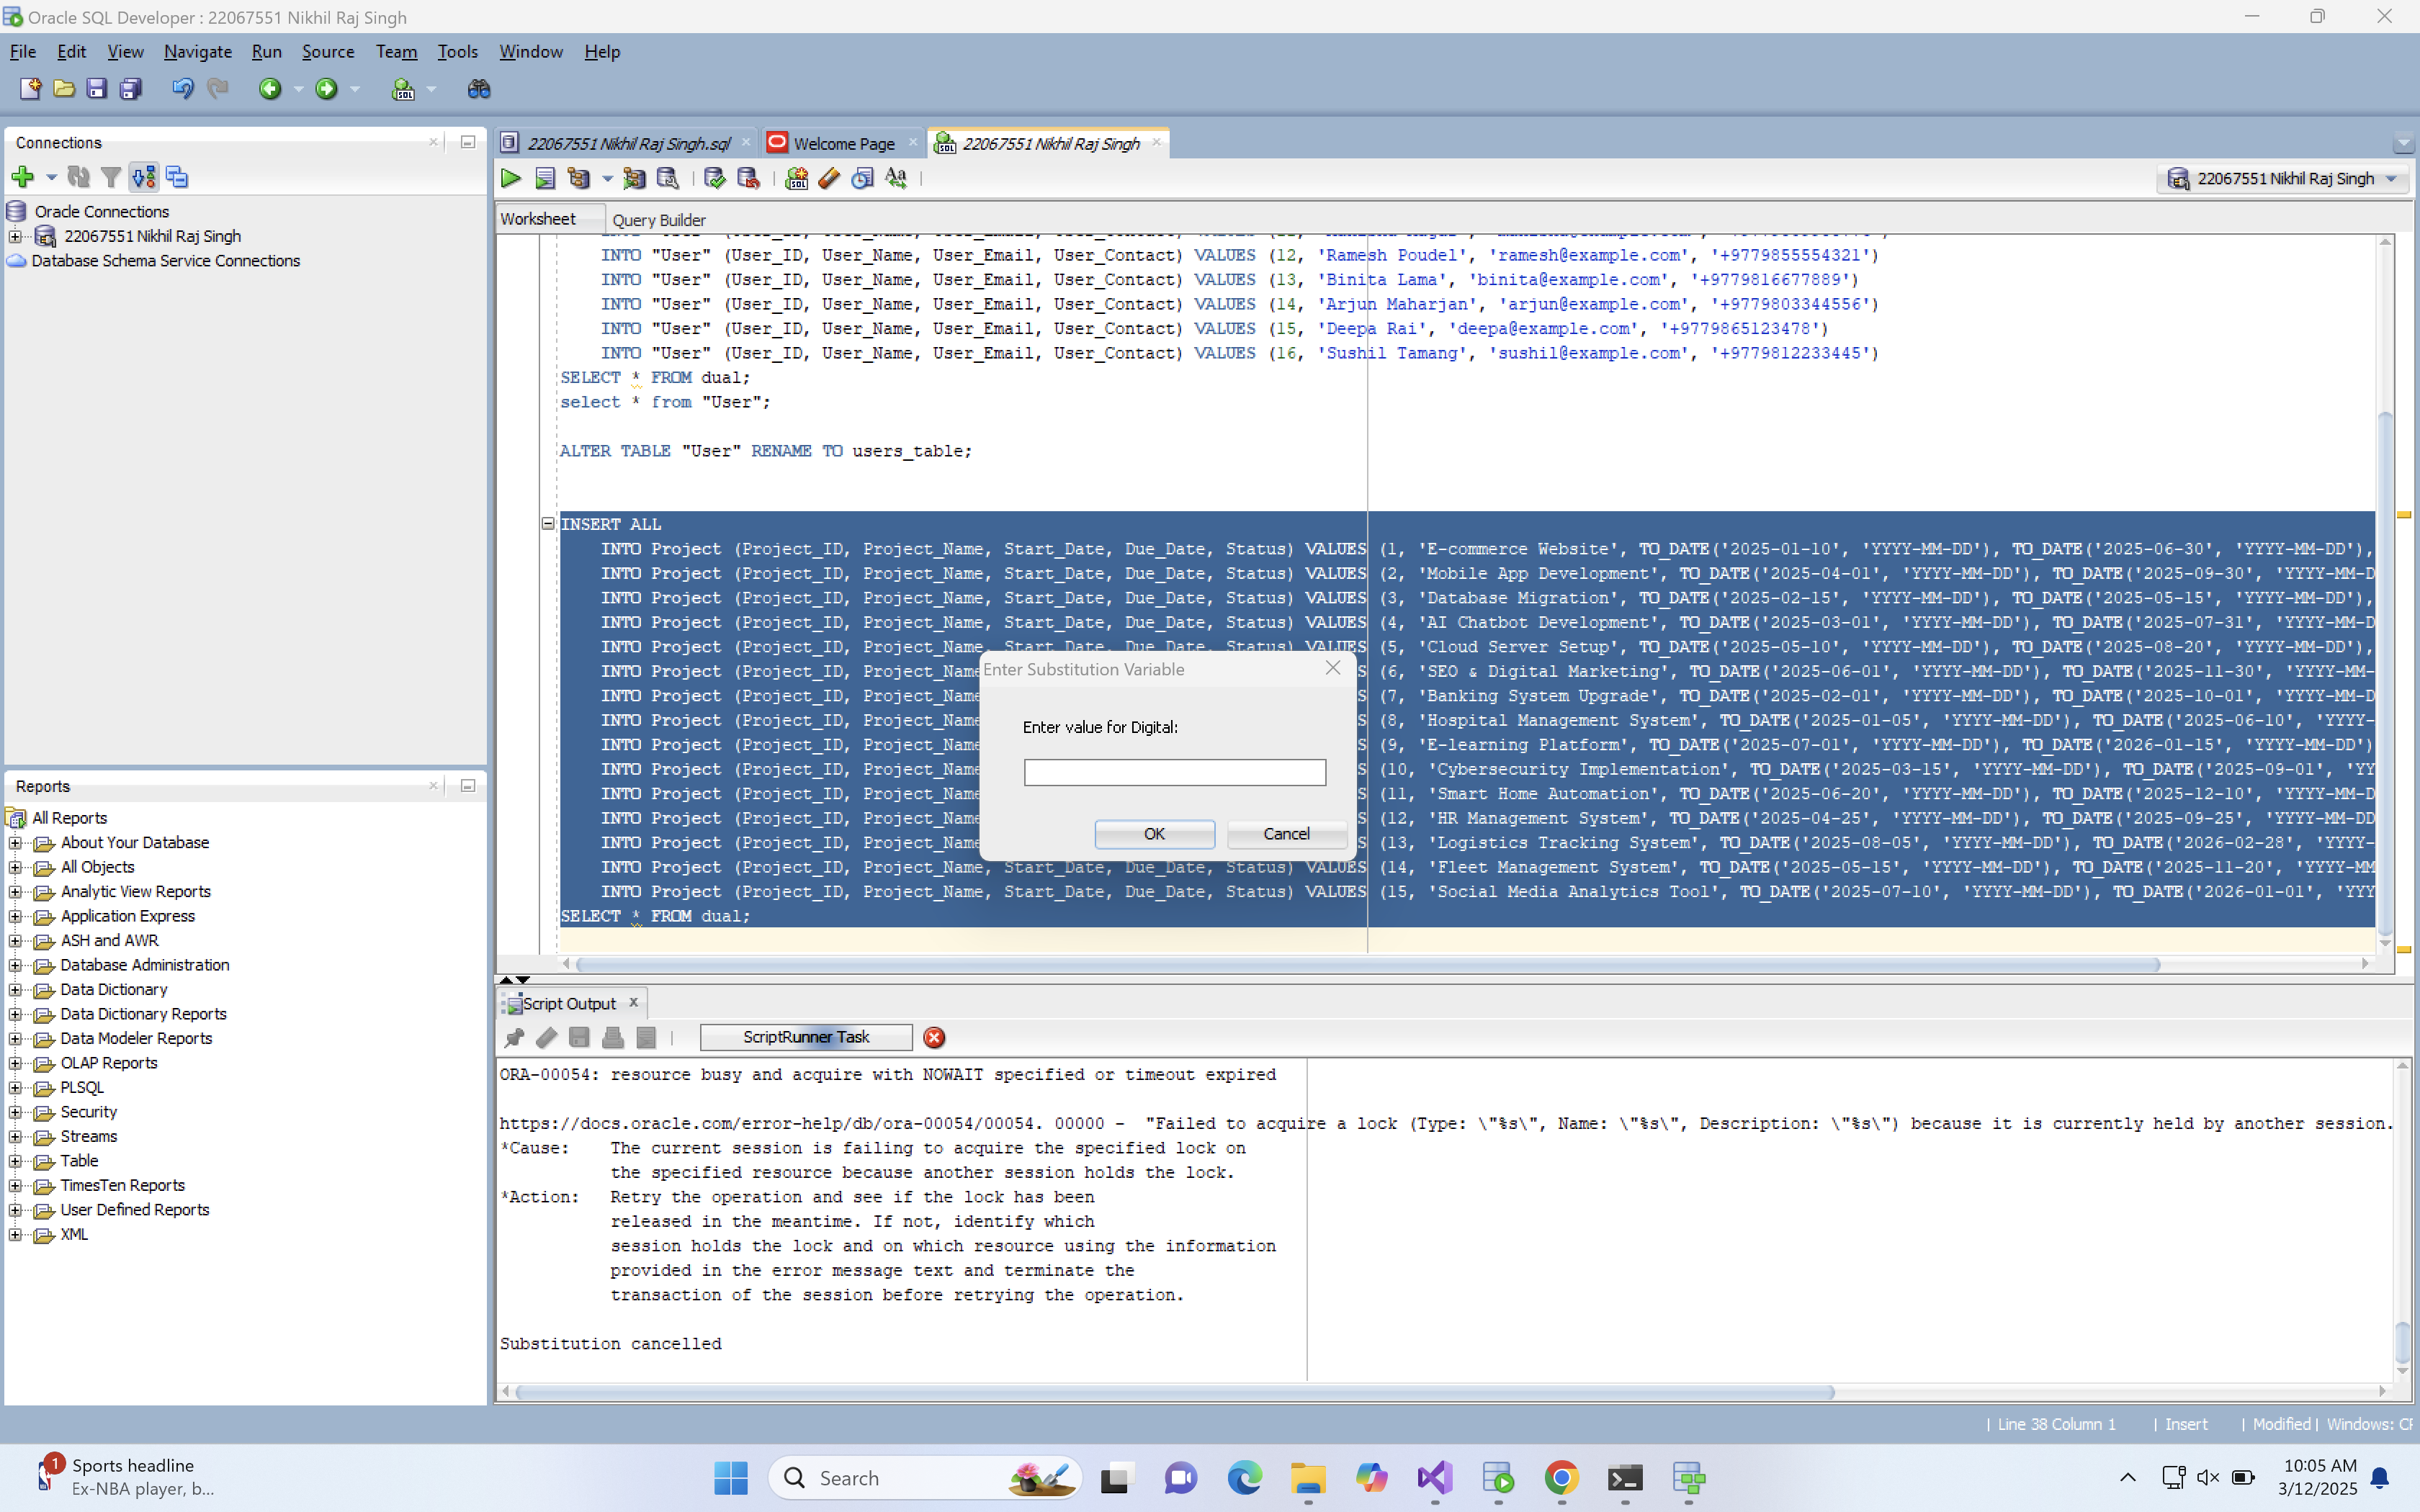 Oracle SQL Developer : 22067551 Nikhil Raj Singh
File Edit View Navigate Run Source Team Tools Window Help
Connections
Oracle Connections
22067551 Nikhil Raj Singh
Database Schema Service Connections
Reports
All Reports
About Your Database
All Objects
Analytic View Reports
Application Express
ASH and AWR
Database Administration
Data Dictionary
Data Dictionary Reports
Data Modeler Reports
OLAP Reports
PLSQL
Security
Streams
Table
TimesTen Reports
User Defined Reports
XML
22067551 Nikhil Raj Singh.sql Welcome Page 22067551 Nikhil Raj Singh
22067551 Nikhil Raj Singh
Worksheet Query Builder
INTO "User" (User_ID, User_Name, User_Email, User_Contact) VALUES (12, 'Ramesh Poudel', 'ramesh@example.com', '+9779855554321')
INTO "User" (User_ID, User_Name, User_Email, User_Contact) VALUES (13, 'Binita Lama', 'binita@example.com', '+9779816677889')
INTO "User" (User_ID, User_Name, User_Email, User_Contact) VALUES (14, 'Arjun Maharjan', 'arjun@example.com', '+9779803344556')
INTO "User" (User_ID, User_Name, User_Email, User_Contact) VALUES (15, 'Deepa Rai', 'deepa@example.com', '+9779865123478')
INTO "User" (User_ID, User_Name, User_Email, User_Contact) VALUES (16, 'Sushil Tamang', 'sushil@example.com', '+9779812233445')
SELECT * FROM dual;
select * from "User";
ALTER TABLE "User" RENAME TO users_table;
INSERT ALL
INTO Project (Project_ID, Project_Name, Start_Date, Due_Date, Status) VALUES (1, 'E-commerce Website', TO_DATE('2025-01-10', 'YYYY-MM-DD'), TO_DATE('2025-06-30', 'YYYY-MM-DD'),
INTO Project (Project_ID, Project_Name, Start_Date, Due_Date, Status) VALUES (2, 'Mobile App Development', TO_DATE('2025-04-01', 'YYYY-MM-DD'), TO_DATE('2025-09-30', 'YYYY-MM-D
INTO Project (Project_ID, Project_Name, Start_Date, Due_Date, Status) VALUES (3, 'Database Migration', TO_DATE('2025-02-15', 'YYYY-MM-DD'), TO_DATE('2025-05-15', 'YYYY-MM-DD'),
INTO Project (Project_ID, Project_Name, Start_Date, Due_Date, Status) VALUES (4, 'AI Chatbot Development', TO_DATE('2025-03-01', 'YYYY-MM-DD'), TO_DATE('2025-07-31', 'YYYY-MM-D
INTO Project (Project_ID, Project_Name, Start_Date, Due_Date, Status) VALUES (5, 'Cloud Server Setup', TO_DATE('2025-05-10', 'YYYY-MM-DD'), TO_DATE('2025-08-20', 'YYYY-MM-DD'),
INTO Project (Project_ID, Project_Name S (6, 'SEO & Digital Marketing', TO_DATE('2025-06-01', 'YYYY-MM-DD'), TO_DATE('2025-11-30', 'YYYY-MM-
INTO Project (Project_ID, Project_Name S (7, 'Banking System Upgrade', TO_DATE('2025-02-01', 'YYYY-MM-DD'), TO_DATE('2025-10-01', 'YYYY-MM-D
INTO Project (Project_ID, Project_Name S (8, 'Hospital Management System', TO_DATE('2025-01-05', 'YYYY-MM-DD'), TO_DATE('2025-06-10', 'YYYY-
INTO Project (Project_ID, Project_Name S (9, 'E-learning Platform', TO_DATE('2025-07-01', 'YYYY-MM-DD'), TO_DATE('2026-01-15', 'YYYY-MM-DD')
INTO Project (Project_ID, Project_Name S (10, 'Cybersecurity Implementation', TO_DATE('2025-03-15', 'YYYY-MM-DD'), TO_DATE('2025-09-01', 'YY
INTO Project (Project_ID, Project_Name S (11, 'Smart Home Automation', TO_DATE('2025-06-20', 'YYYY-MM-DD'), TO_DATE('2025-12-10', 'YYYY-MM-D
INTO Project (Project_ID, Project_Name S (12, 'HR Management System', TO_DATE('2025-04-25', 'YYYY-MM-DD'), TO_DATE('2025-09-25', 'YYYY-MM-DD
INTO Project (Project_ID, Project_Name S (13, 'Logistics Tracking System', TO_DATE('2025-08-05', 'YYYY-MM-DD'), TO_DATE('2026-02-28', 'YYYY-
INTO Project (Project_ID, Project_Name, Start_Date, Due_Date, Status) VALUES (14, 'Fleet Management System', TO_DATE('2025-05-15', 'YYYY-MM-DD'), TO_DATE('2025-11-20', 'YYYY-MM
INTO Project (Project_ID, Project_Name, Start_Date, Due_Date, Status) VALUES (15, 'Social Media Analytics Tool', TO_DATE('2025-07-10', 'YYYY-MM-DD'), TO_DATE('2026-01-01', 'YYY
SELECT * FROM dual;
Enter Substitution Variable
Enter value for Digital:
OK Cancel
Script Output
ScriptRunner Task
ORA-00054: resource busy and acquire with NOWAIT specified or timeout expired
https://docs.oracle.com/error-help/db/ora-00054/00054. 00000 - "Failed to acquire a lock (Type: \"%s\", Name: \"%s\", Description: \"%s\") because it is currently held by another session.
*Cause: The current session is failing to acquire the specified lock on
the specified resource because another session holds the lock.
*Action: Retry the operation and see if the lock has been
released in the meantime. If not, identify which
session holds the lock and on which resource using the information
provided in the error message text and terminate the
transaction of the session before retrying the operation.
Substitution cancelled
Line 38 Column 1 | Insert | Modified | Windows: CF
1 Sports headline
Ex-NBA player, b...
Search
10:05 AM
3/12/2025